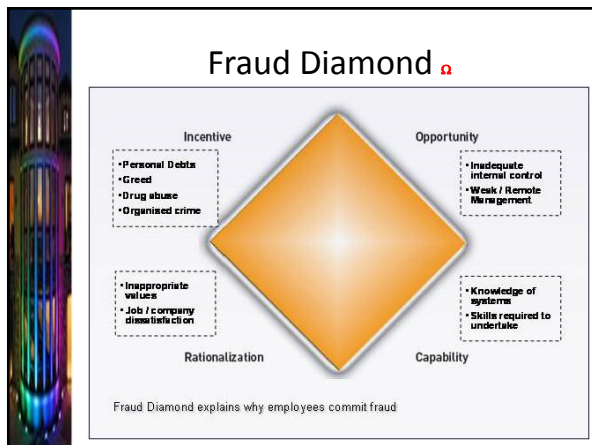 Fraud Diamond Ω
Incentive
• Personal Debts
• Greed
• Drug abuse
• Organised crime
Opportunity
• Inadequate
internal control
• Weak / Remote
Management
• Inappropriate
values
• Job / company
dissatisfaction
Rationalization
• Knowledge of
systems
• Skills required to
undertake
Capability
Fraud Diamond explains why employees commit fraud